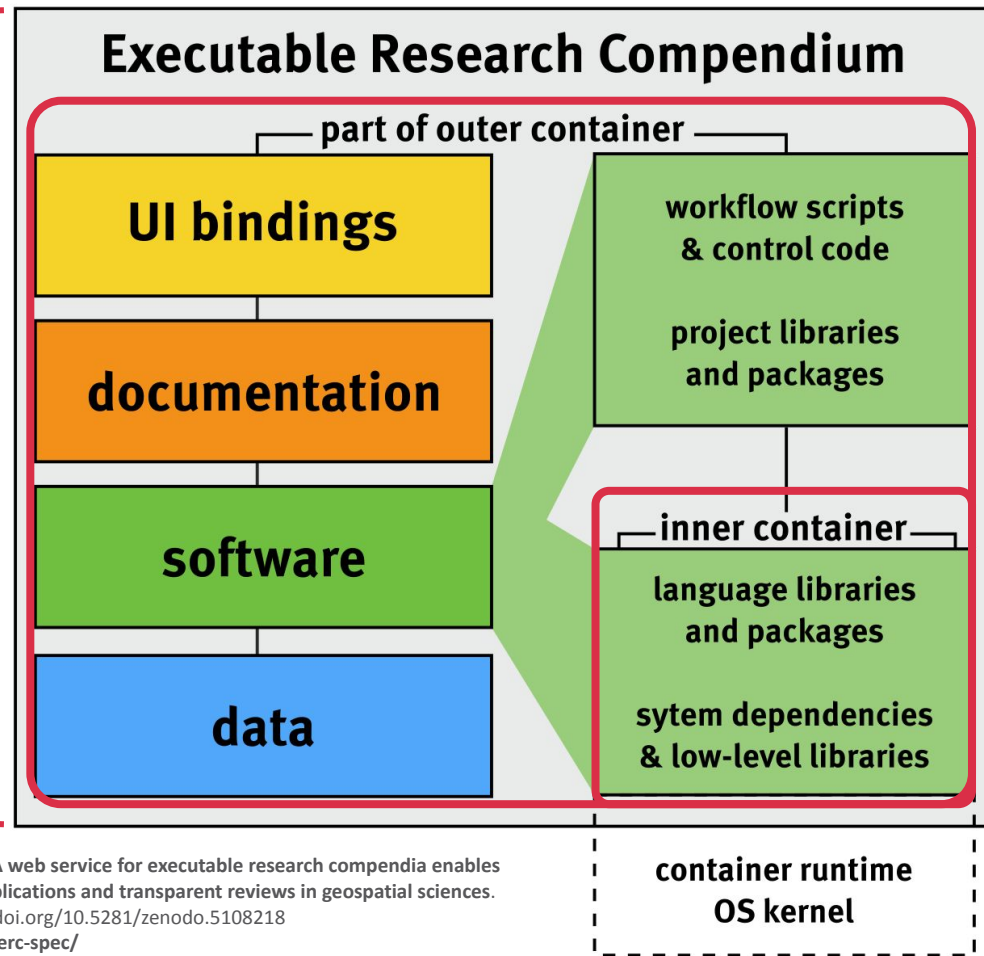 Executable Research Compendium
part of outer container
UI bindings
documentation
software
data
workflow scripts
& control code
project libraries
and packages
inner container
language libraries
and packages
sytem dependencies
& low-level libraries
container runtime
OS kernel
A web service for executable research compendia enables
lications and transparent reviews in geospatial sciences.
doi.org/10.5281/zenodo.5108218
erc-spec/